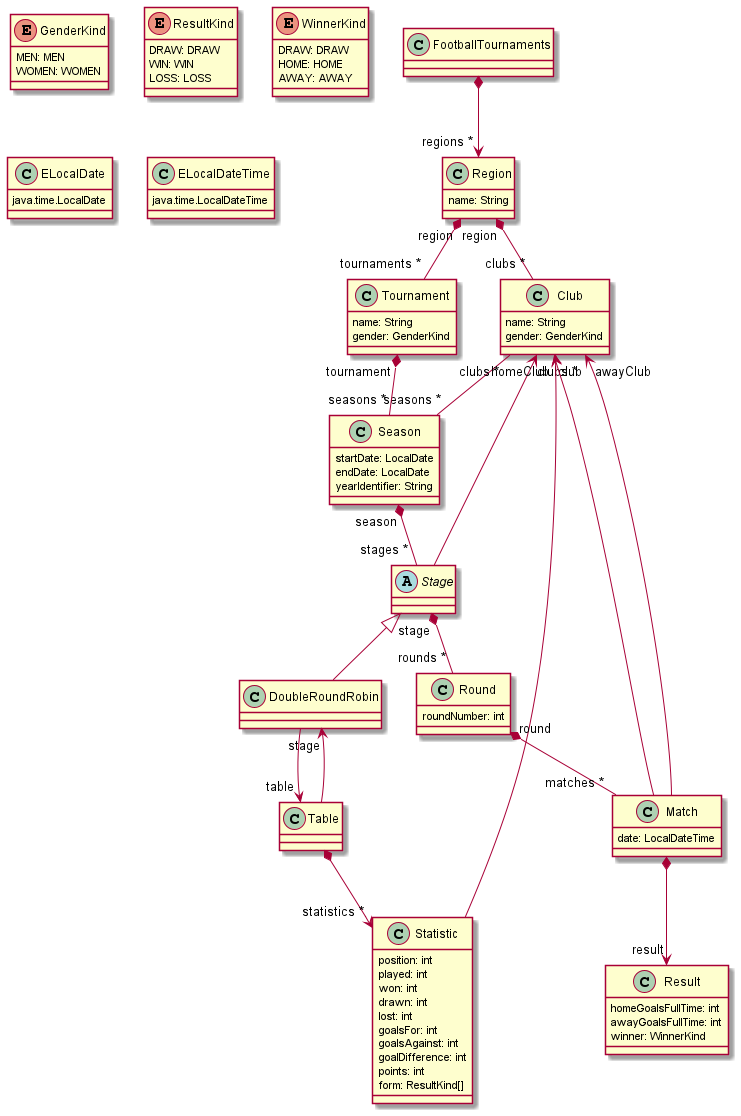 E GenderKind
MEN: MEN
WOMEN: WOMEN
E ResultKind
DRAW: DRAW
WIN: WIN
LOSS: LOSS
E WinnerKind
DRAW: DRAW
HOME: HOME
AWAY: AWAY
C FootballTournaments
regions *
C ELocalDate
java.time.LocalDate
C ELocalDateTime
java.time.LocalDateTime
C Region
name: String
region
region
tournaments *
clubs *
C Tournament
name: String
gender: GenderKind
C Club
name: String
gender: GenderKind
tournament
clubs *
homeClub
clubs *
club
awayClub
seasons *
seasons *
C Season
startDate: LocalDate
endDate: LocalDate
yearIdentifier: String
season
stages *
A Stage
stage
rounds *
C DoubleRoundRobin
C Round
roundNumber: int
stage
round
table
matches *
C Table
C Match
date: LocalDateTime
statistics *
C Statistic
position: int
played: int
won: int
drawn: int
lost: int
goalsFor: int
goalsAgainst: int
goalDifference: int
points: int
form: ResultKind[]
result
C Result
homeGoalsFullTime: int
awayGoalsFullTime: int
winner: WinnerKind